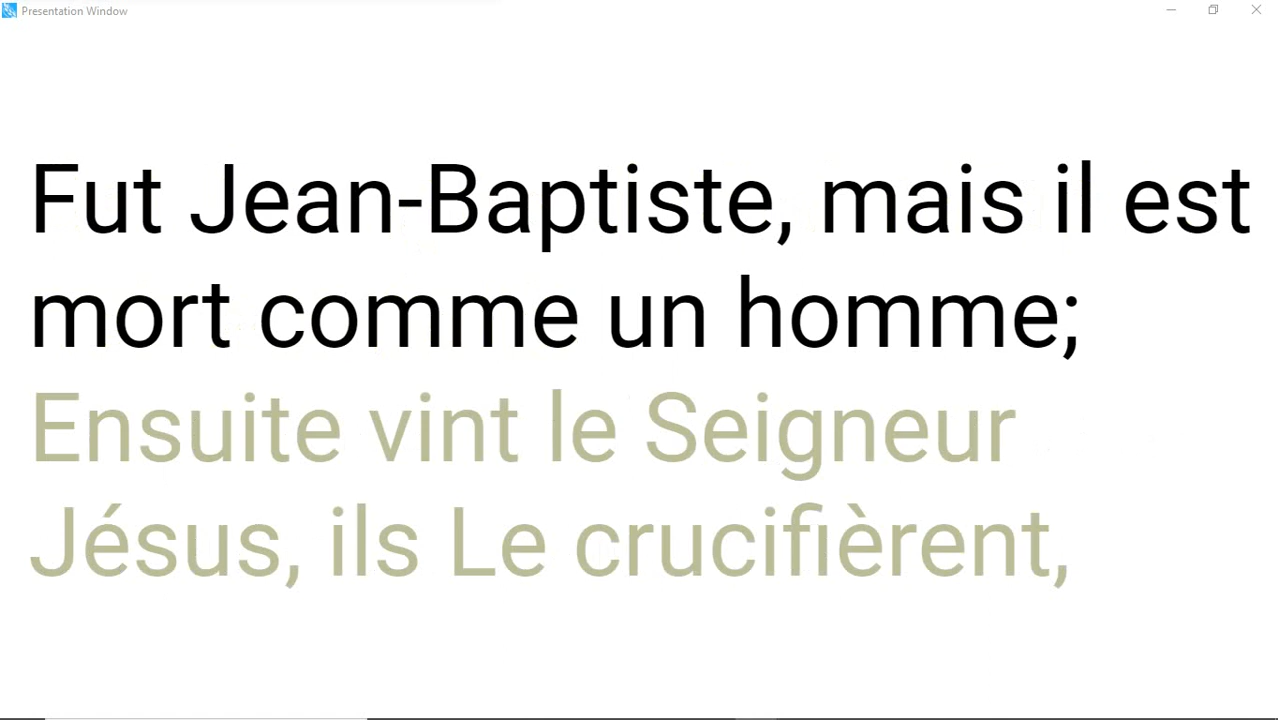 Presentation Window
Fut Jean-Baptiste, mais il est
mort comme un homme;
Ensuite vint le Seigneur
Jésus, ils Le crucifièrent,